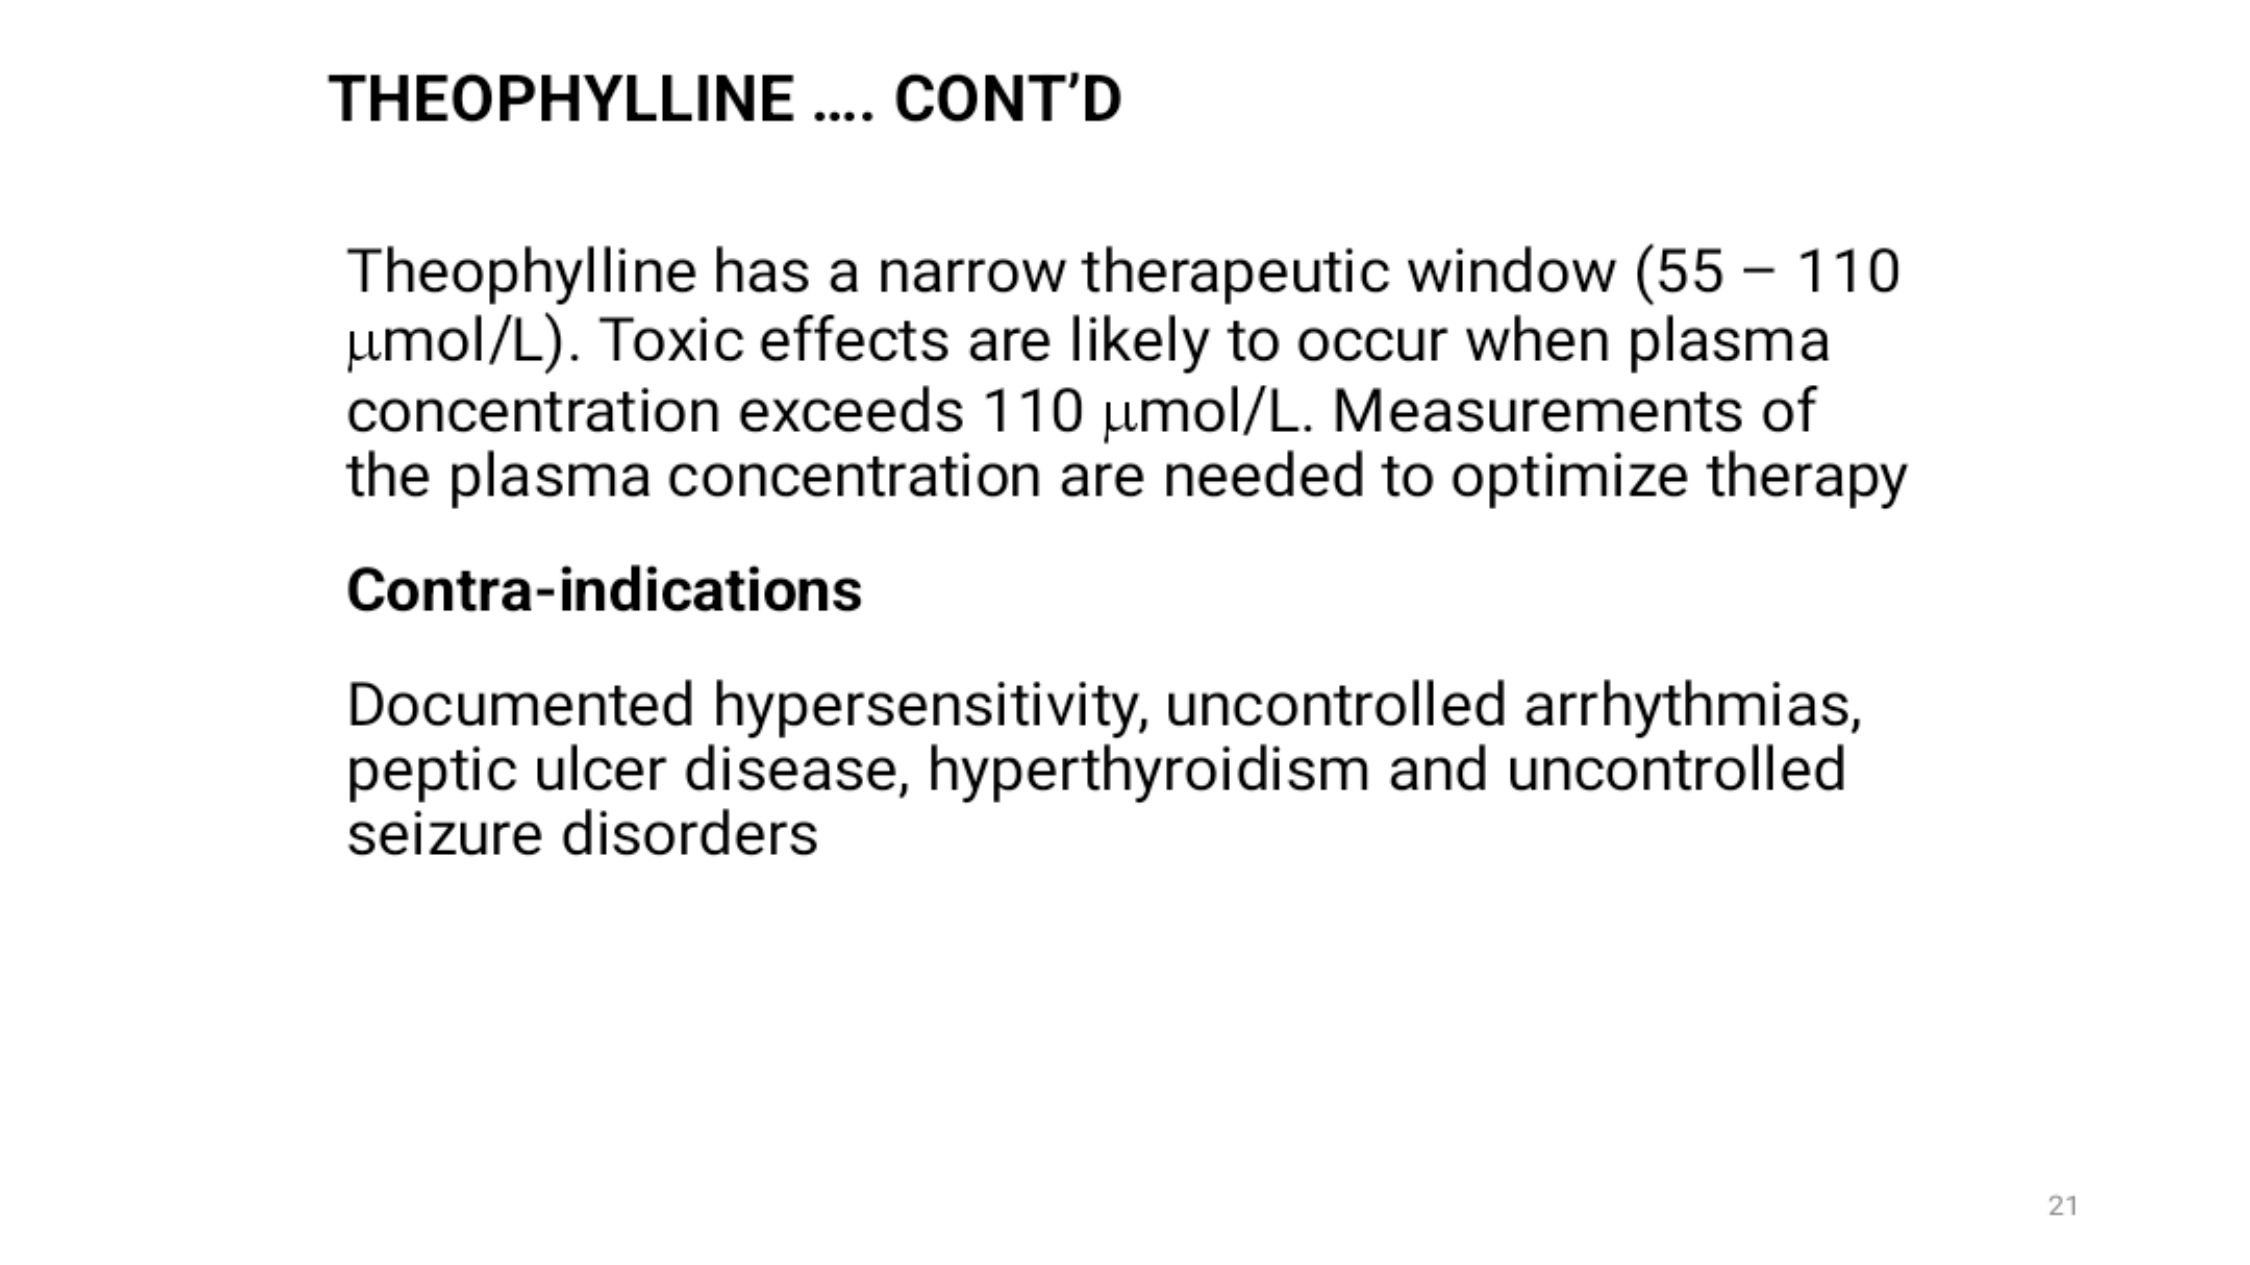 THEOPHYLLINE .... CONT’D
Theophylline has a narrow therapeutic window (55 – 110
µmol/L). Toxic effects are likely to occur when plasma
concentration exceeds 110 µmol/L. Measurements of
the plasma concentration are needed to optimize therapy
Contra-indications
Documented hypersensitivity, uncontrolled arrhythmias,
peptic ulcer disease, hyperthyroidism and uncontrolled
seizure disorders
21